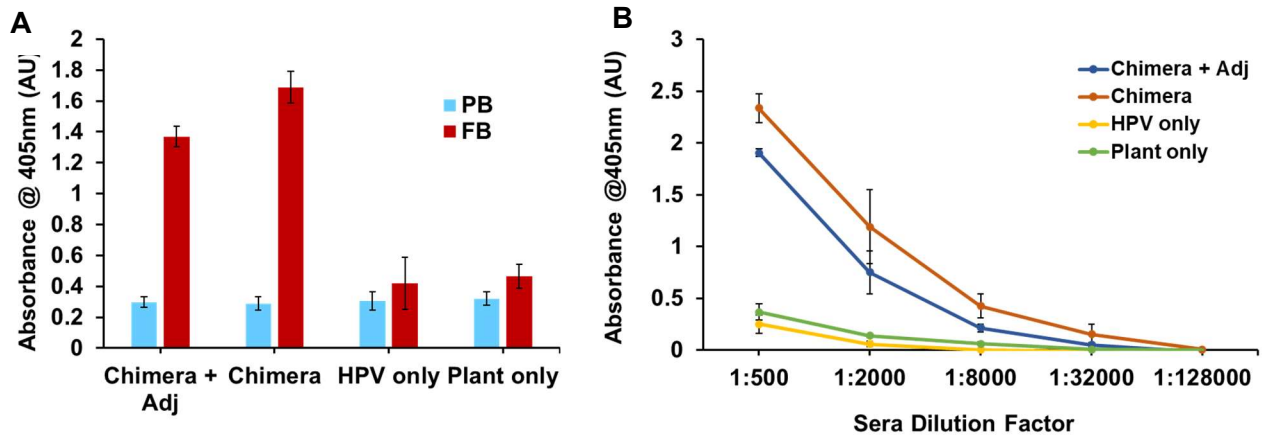 A
Absorbance @ 405nm (AU)
2
1.8
1.6
1.4
1.2
1
0.8
0.6
0.4
0.2
0
PB
FB
Chimera + Adj
Chimera
HPV only
Plant only
B
Absorbance @405nm (AU)
3
2.5
2
1.5
1
0.5
0
Chimera + Adj
Chimera
HPV only
Plant only
1:500 1:2000 1:8000 1:32000 1:128000
Sera Dilution Factor